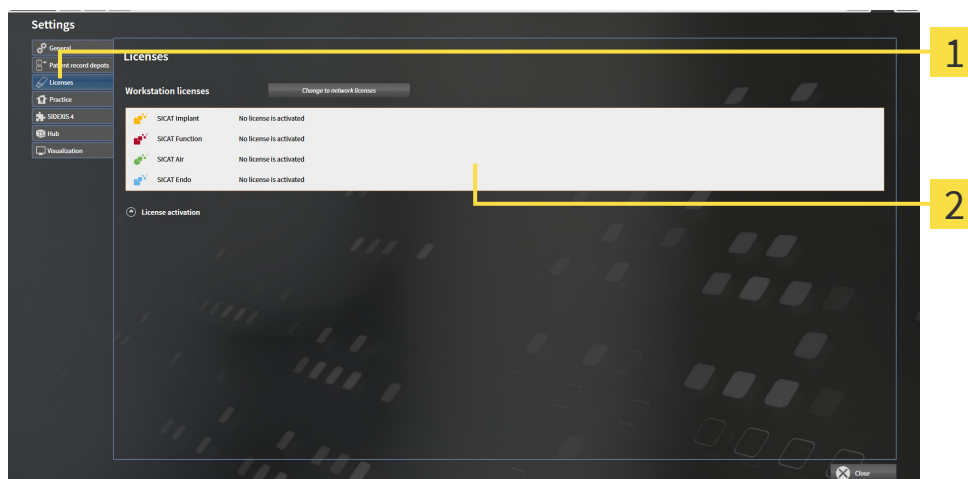 Settings
General
Patient record depots
Licenses
Practice
SIDEXIS 4
Hub
Visualization
Licenses
Workstation licenses
Change to network licenses
SICAT Implant No license is activated
SICAT Function No license is activated
SICAT Air No license is activated
SICAT Endo No license is activated
License activation
Close
1
2